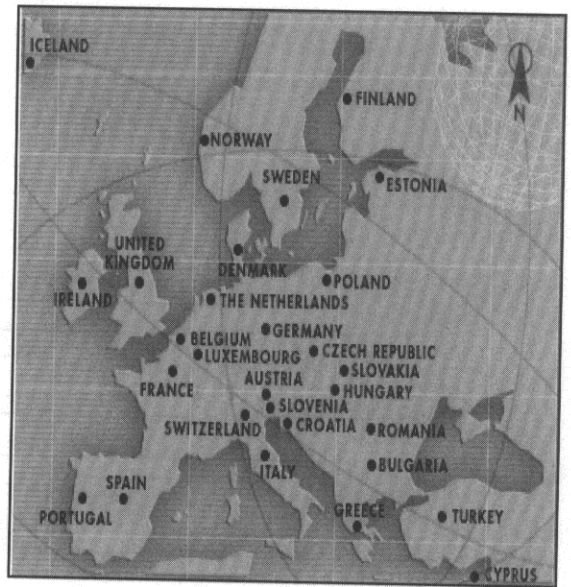 ICELAND
FINLAND
N
NORWAY
SWEDEN
ESTONIA
UNITED
KINGDOM
DENMARK
IRELAND
POLAND
THE NETHERLANDS
GERMANY
BELGIUM
LUXEMBOURG
CZECH REPUBLIC
FRANCE
SLOVAKIA
AUSTRIA
HUNGARY
SLOVENIA
SWITZERLAND
CROATIA
ROMANIA
ITALY
BULGARIA
SPAIN
PORTUGAL
GREECE
TURKEY
CYPRUS